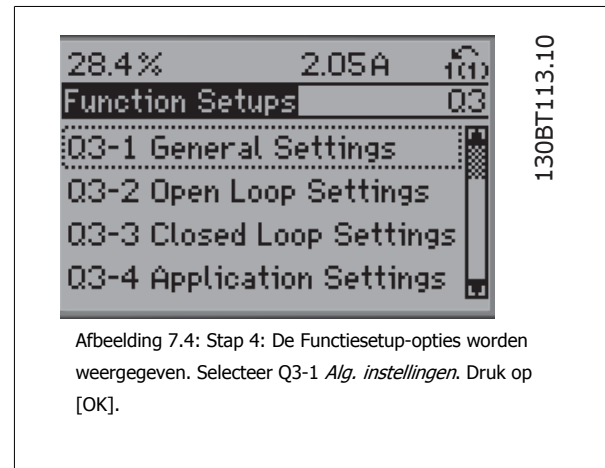 28.4% 2.05A 1(1)
Function Setups Q3
Q3-1 General Settings
Q3-2 Open Loop Settings
Q3-3 Closed Loop Settings
Q3-4 Application Settings
130BT113.10
Afbeelding 7.4: Stap 4: De Functiesetup-opties worden
weergegeven. Selecteer Q3-1 Alg. instellingen. Druk op
[OK].